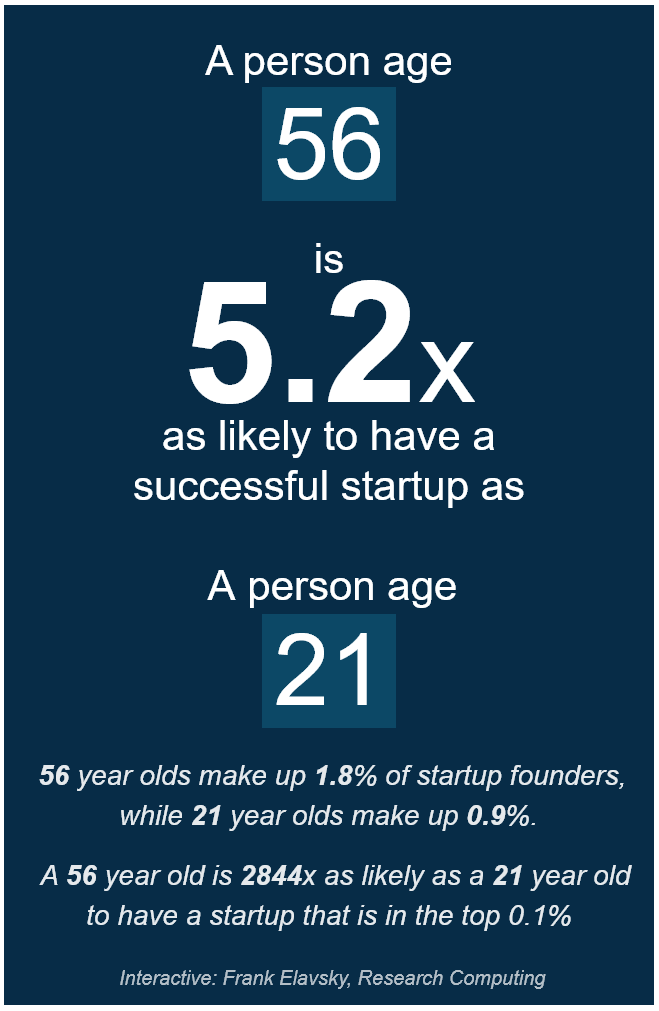 A person age
56
is
5.2x
as likely to have a
successful startup as
A person age
21
56 year olds make up 1.8% of startup founders,
while 21 year olds make up 0.9%.
A 56 year old is 2844x as likely as a 21 year old
to have a startup that is in the top 0.1%
Interactive: Frank Elavsky, Research Computing